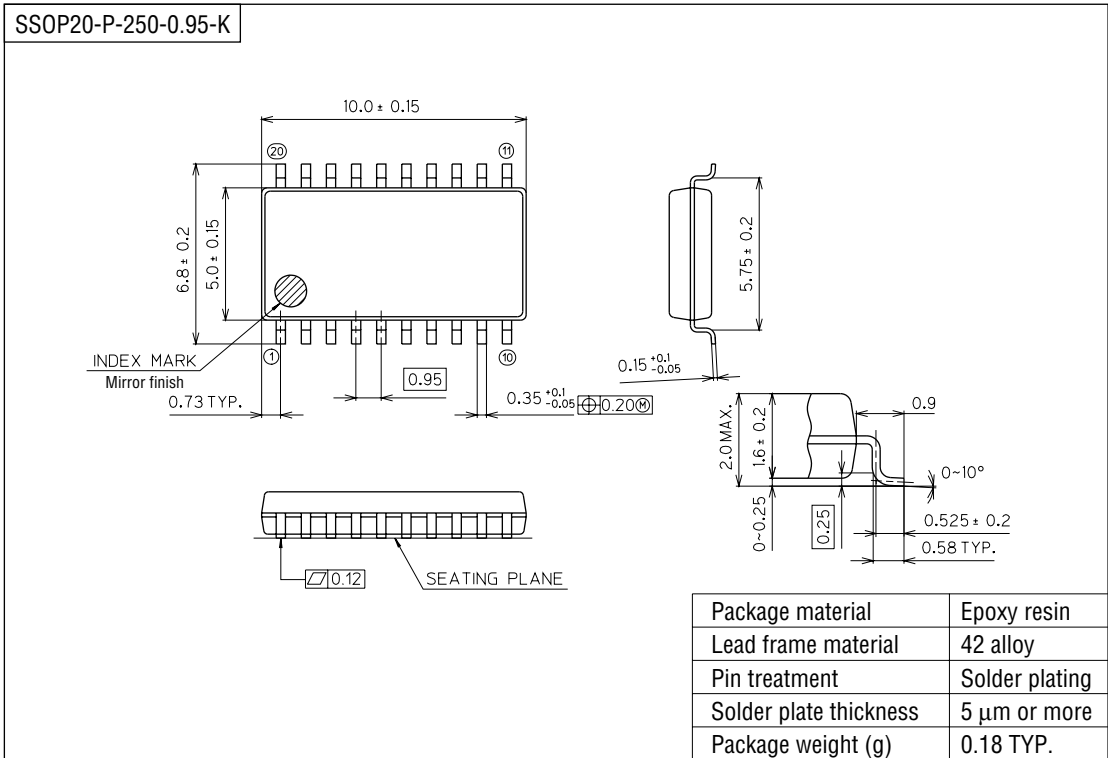 SSOP20-P-250-0.95-K
10.0 ± 0.15
20
11
6.8 ± 0.2
5.0 ± 0.15
5.75 ± 0.2
1
10
INDEX MARK
Mirror finish
0.73 TYP.
0.95
0.35 +0.1 -0.05
0.20 Ⓜ
0.15 +0.1 -0.05
2.0 MAX.
1.6 ± 0.2
0.9
0~10°
0~0.25
0.25
0.525 ± 0.2
0.58 TYP.
0.12
SEATING PLANE
Package material Epoxy resin
Lead frame material 42 alloy
Pin treatment Solder plating
Solder plate thickness 5 µm or more
Package weight (g) 0.18 TYP.